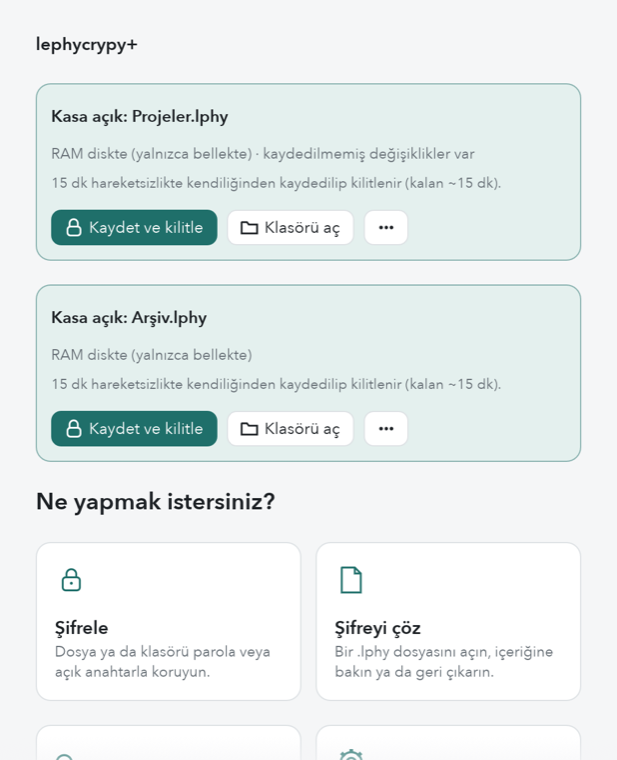 lephycrypy+
Kasa açık: Projeler.lphy
RAM diskte (yalnızca bellekte) · kaydedilmemiş değişiklikler var
15 dk hareketsizlikte kendiliğinden kaydedilip kilitlenir (kalan ~15 dk).
Kaydet ve kilitle Klasörü aç •••
Kasa açık: Arşiv.lphy
RAM diskte (yalnızca bellekte)
15 dk hareketsizlikte kendiliğinden kaydedilip kilitlenir (kalan ~15 dk).
Kaydet ve kilitle Klasörü aç •••
Ne yapmak istersiniz?
Şifrele
Dosya ya da klasörü parola veya
açık anahtarla koruyun.
Şifreyi çöz
Bir .lphy dosyasını açın, içeriğine
bakın ya da geri çıkarın.